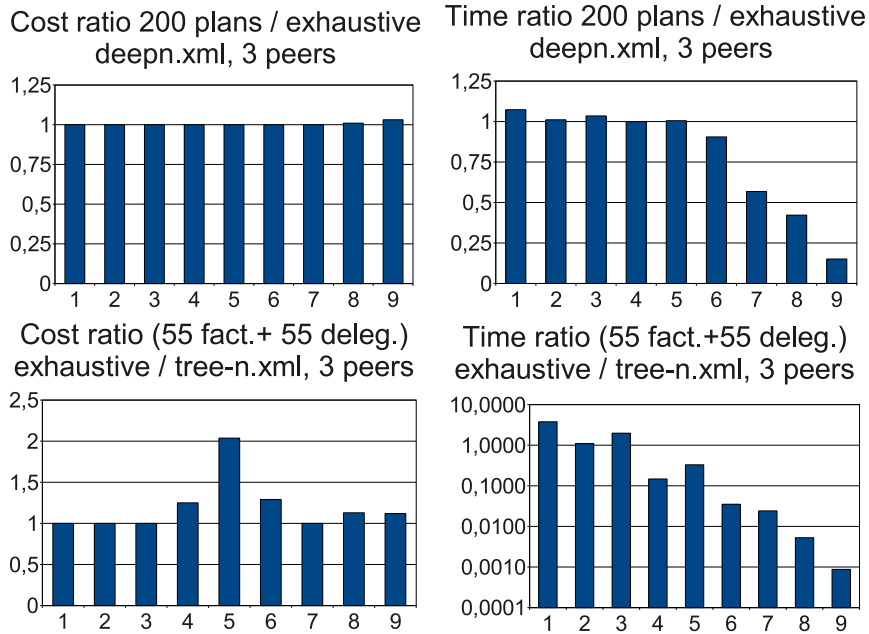 Cost ratio 200 plans / exhaustive
deepn.xml, 3 peers
1,25
1
0,75
0,5
0,25
0
1 2 3 4 5 6 7 8 9
Time ratio 200 plans / exhaustive
deepn.xml, 3 peers
1,25
1
0,75
0,5
0,25
0
1 2 3 4 5 6 7 8 9
Cost ratio (55 fact.+ 55 deleg.)
exhaustive / tree-n.xml, 3 peers
2,5
2
1,5
1
0,5
0
1 2 3 4 5 6 7 8 9
Time ratio (55 fact.+55 deleg.)
exhaustive / tree-n.xml, 3 peers
10,0000
1,0000
0,1000
0,0100
0,0010
0,0001
1 2 3 4 5 6 7 8 9